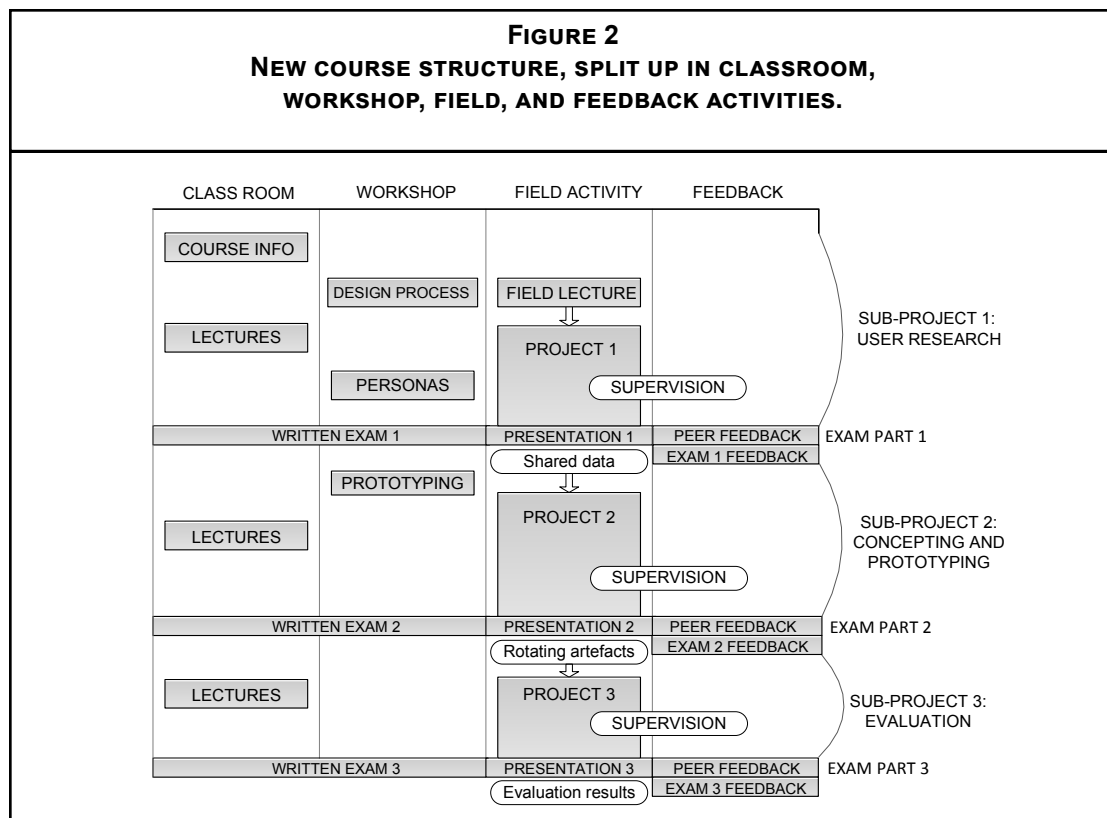 FIGURE 2
NEW COURSE STRUCTURE, SPLIT UP IN CLASSROOM,
WORKSHOP, FIELD, AND FEEDBACK ACTIVITIES.
CLASS ROOM
WORKSHOP
FIELD ACTIVITY
FEEDBACK
COURSE INFO
DESIGN PROCESS
FIELD LECTURE
LECTURES
PROJECT 1
SUB-PROJECT 1:
USER RESEARCH
PERSONAS
SUPERVISION
WRITTEN EXAM 1
PRESENTATION 1
PEER FEEDBACK
EXAM PART 1
Shared data
EXAM 1 FEEDBACK
PROTOTYPING
PROJECT 2
LECTURES
SUB-PROJECT 2:
CONCEPTING AND
PROTOTYPING
SUPERVISION
WRITTEN EXAM 2
PRESENTATION 2
PEER FEEDBACK
EXAM PART 2
Rotating artefacts
EXAM 2 FEEDBACK
LECTURES
PROJECT 3
SUB-PROJECT 3:
EVALUATION
SUPERVISION
WRITTEN EXAM 3
PRESENTATION 3
PEER FEEDBACK
EXAM PART 3
Evaluation results
EXAM 3 FEEDBACK